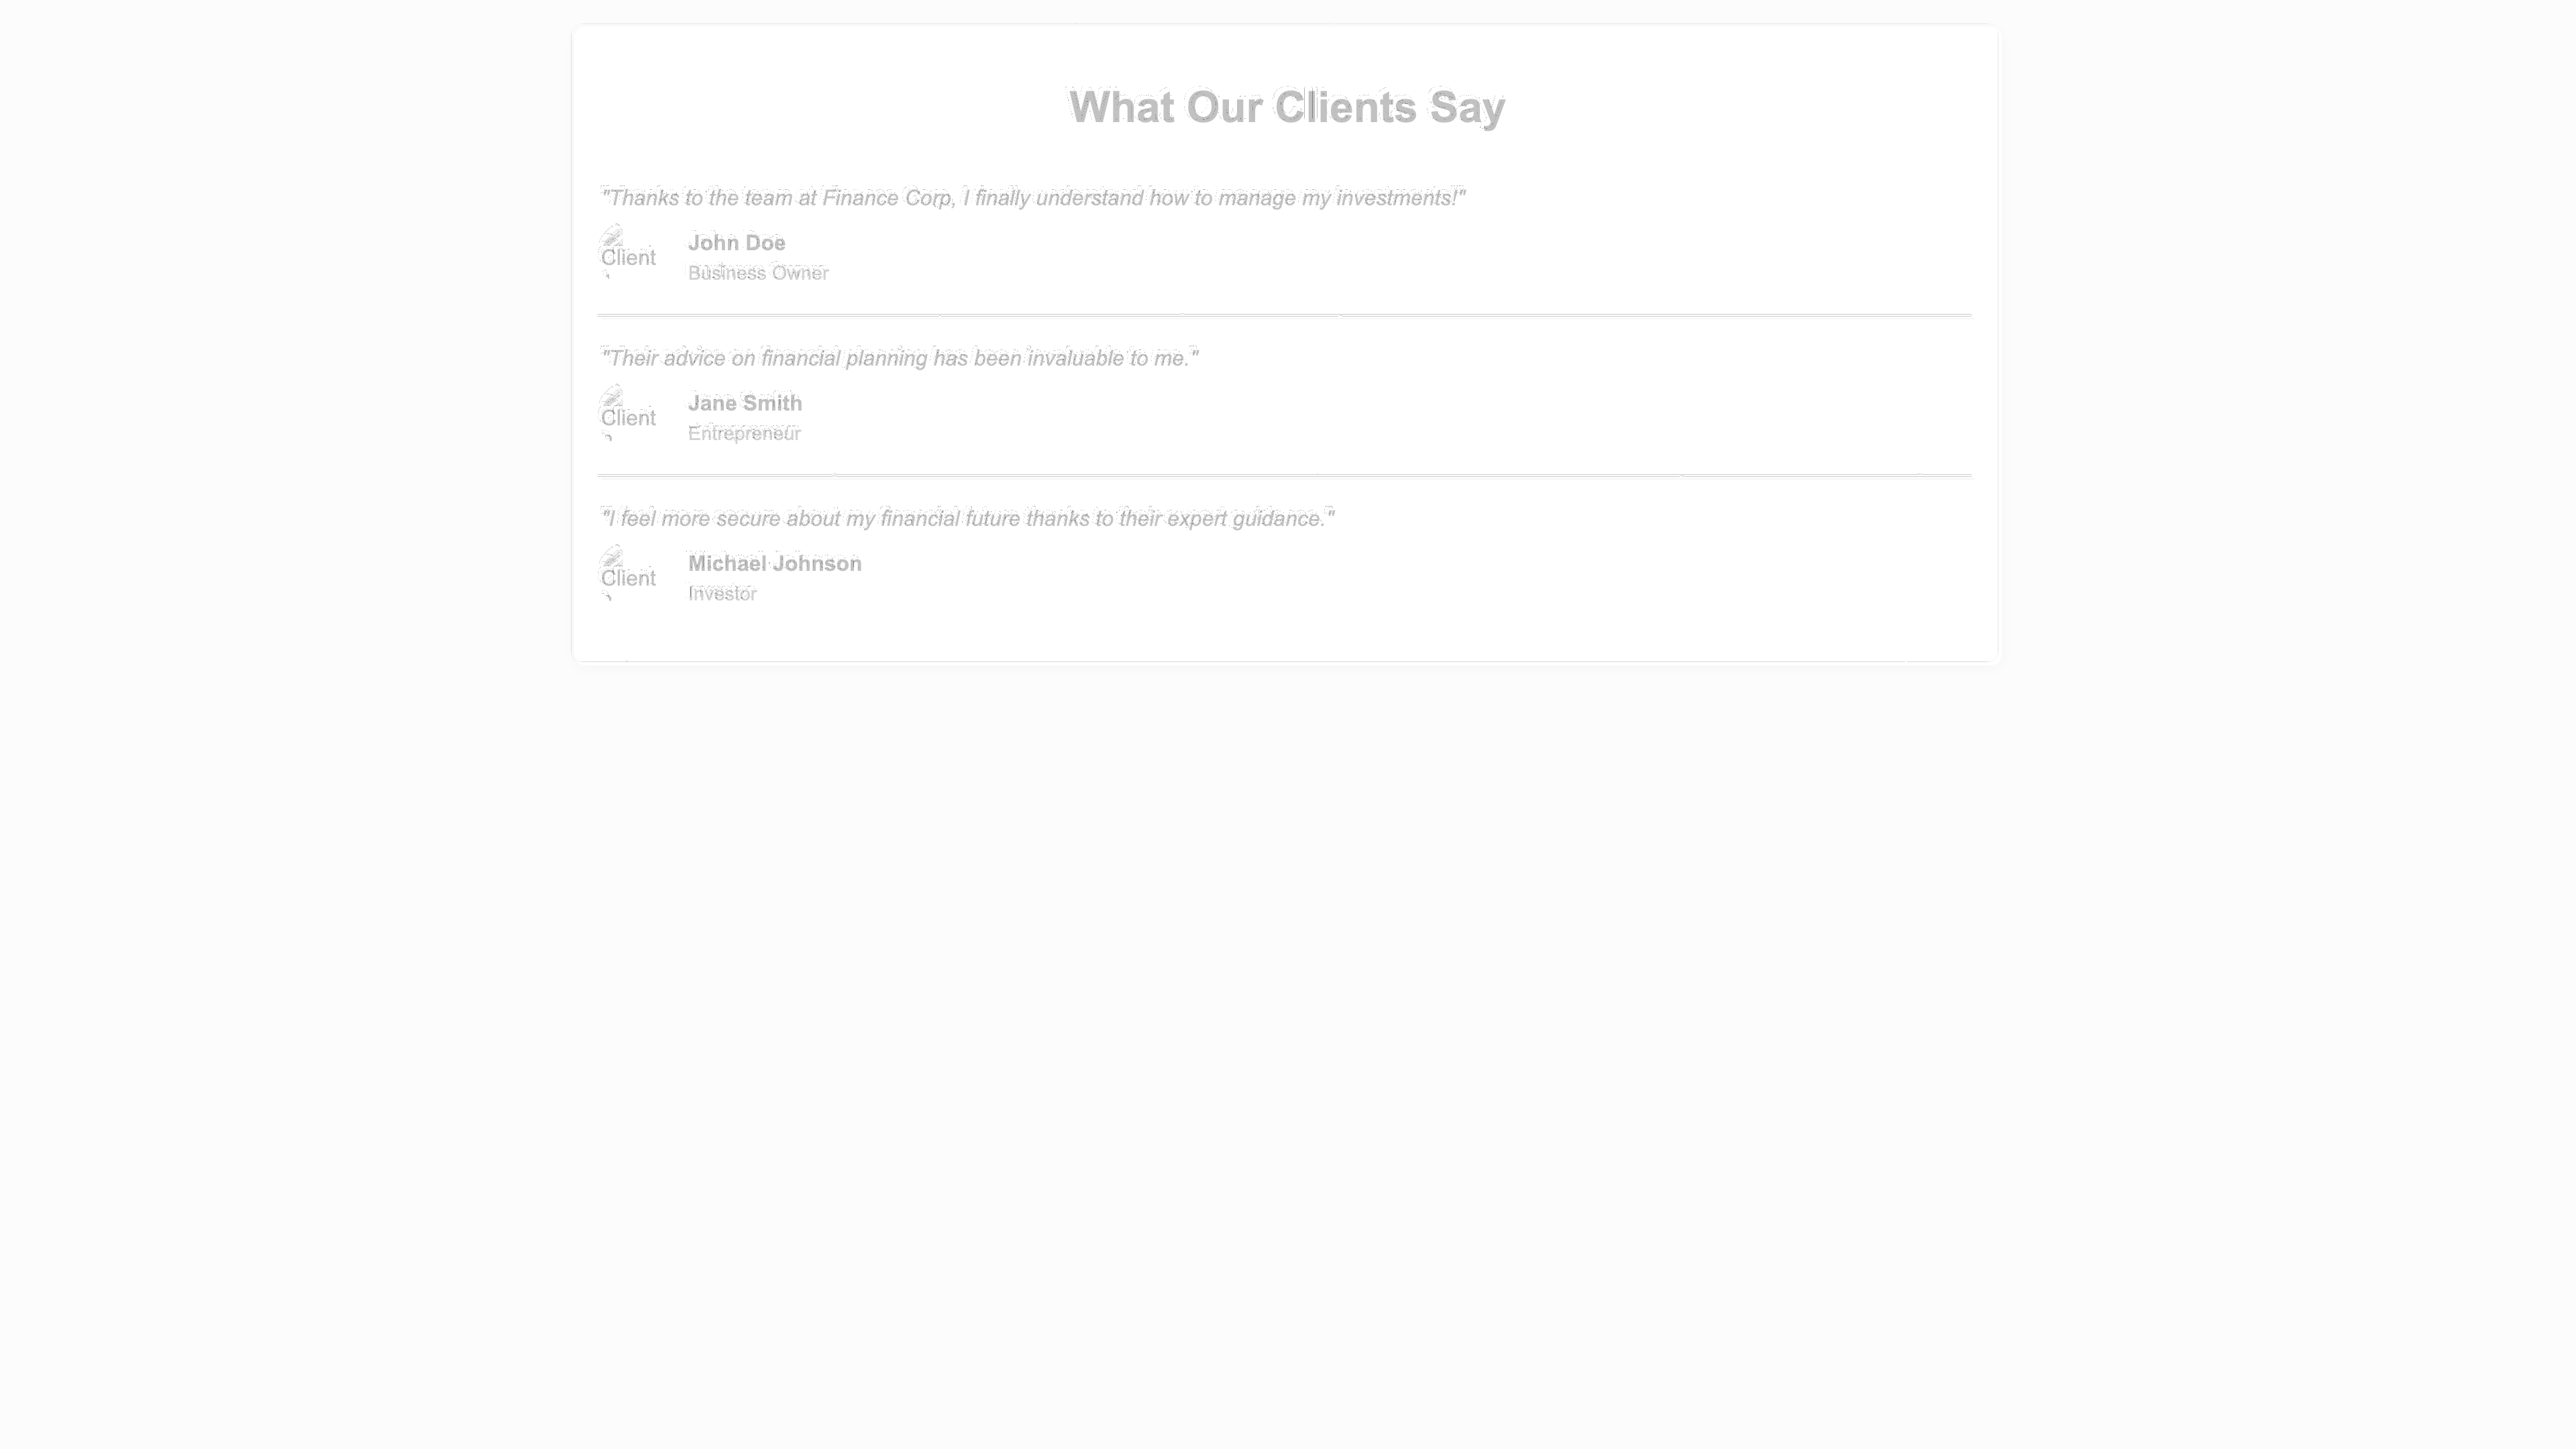 What Our Clients Say
"Thanks to the team at Finance Corp, I finally understand how to manage my investments!"
Client
John Doe
Business Owner
"Their advice on financial planning has been invaluable to me."
Client
Jane Smith
Entrepreneur
"I feel more secure about my financial future thanks to their expert guidance."
Client
Michael Johnson
Investor